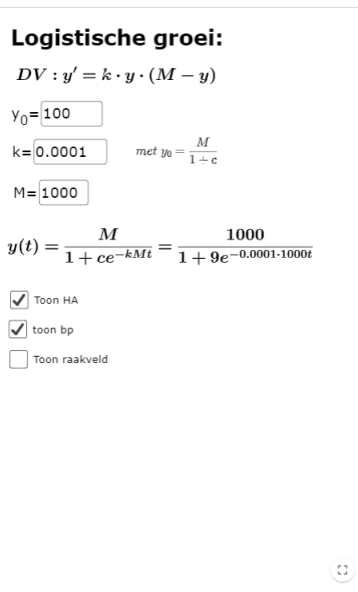 Logistische groei:
DV : y′ = k · y · (M − y)
y₀= 100
k= 0.0001 met y₀ = M / (1 + c)
M= 1000
y(t) = M / (1 + ce^(−kMt)) = 1000 / (1 + 9e^(−0.0001·1000t))
Toon HA
toon bp
Toon raakveld